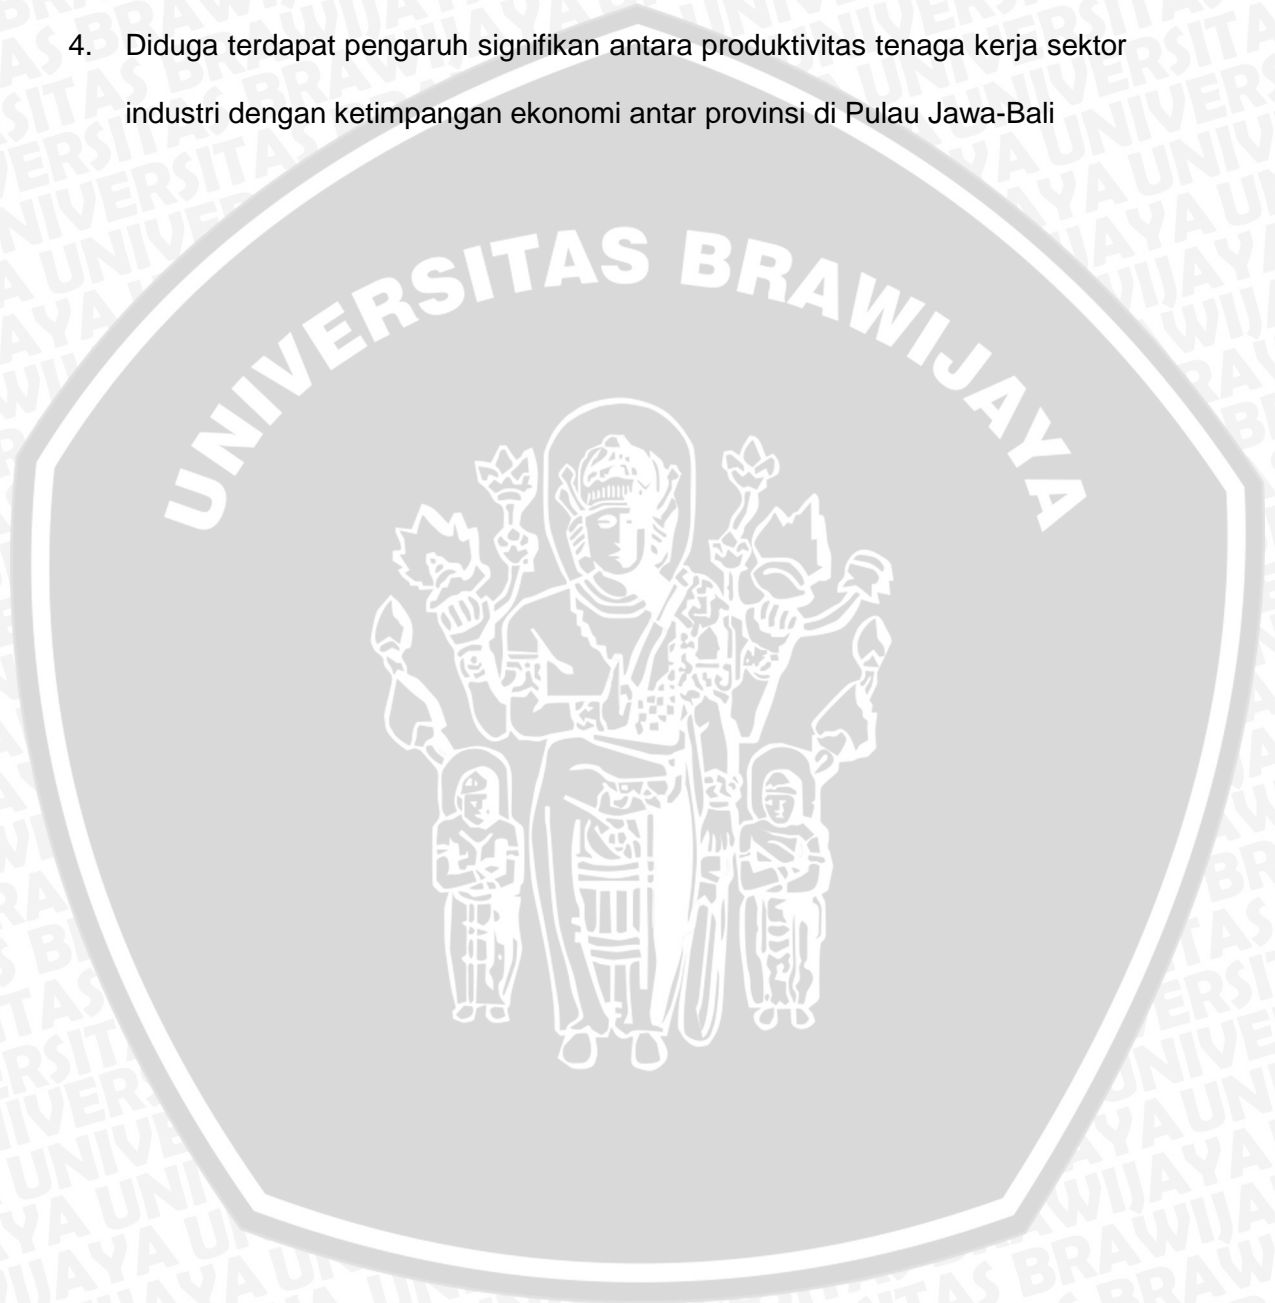 4. Diduga terdapat pengaruh signifikan antara produktivitas tenaga kerja sektor
industri dengan ketimpangan ekonomi antar provinsi di Pulau Jawa-Bali
UNIVERSITAS BRAWIJAYA